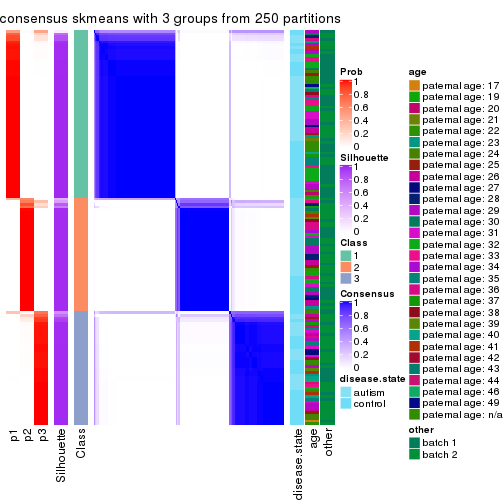 consensus skmeans with 3 groups from 250 partitions
p1
p2
p3
Silhouette
Class
disease.state
age
other
Prob
1
0.8
0.6
0.4
0.2
0
Silhouette
1
0.8
0.6
0.4
0.2
0
Class
1
2
3
Consensus
1
0.8
0.6
0.4
0.2
0
disease.state
autism
control
age
paternal age: 17
paternal age: 19
paternal age: 20
paternal age: 21
paternal age: 22
paternal age: 23
paternal age: 24
paternal age: 25
paternal age: 26
paternal age: 27
paternal age: 28
paternal age: 29
paternal age: 30
paternal age: 31
paternal age: 32
paternal age: 33
paternal age: 34
paternal age: 35
paternal age: 36
paternal age: 37
paternal age: 38
paternal age: 39
paternal age: 40
paternal age: 41
paternal age: 42
paternal age: 43
paternal age: 44
paternal age: 46
paternal age: 49
paternal age: n/a
other
batch 1
batch 2